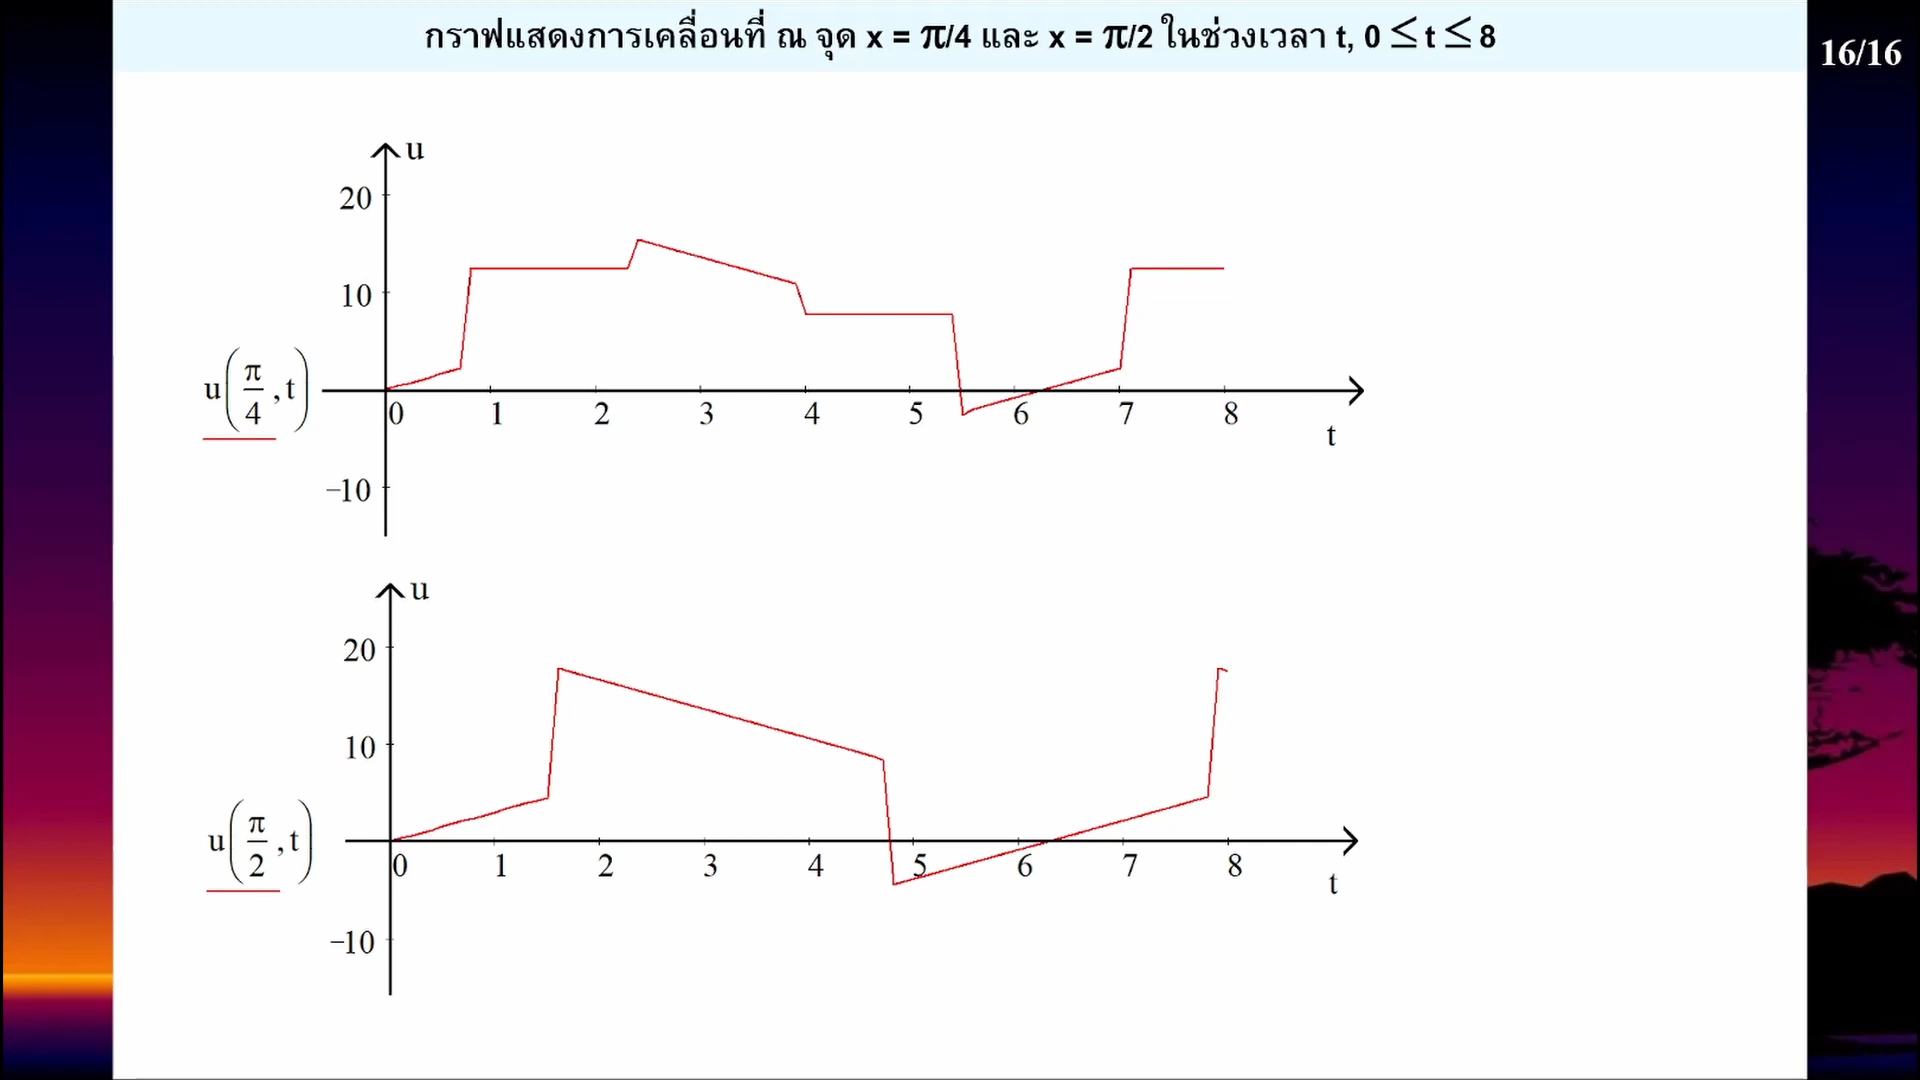 กราฟแสดงการเคลื่อนที่ ณ จุด x = π/4 และ x = π/2 ในช่วงเวลา t, 0 ≤ t ≤ 8
16/16
u
20
10
u(π/4, t)
0 1 2 3 4 5 6 7 8
t
−10
u
20
10
u(π/2, t)
0 1 2 3 4 5 6 7 8
t
−10